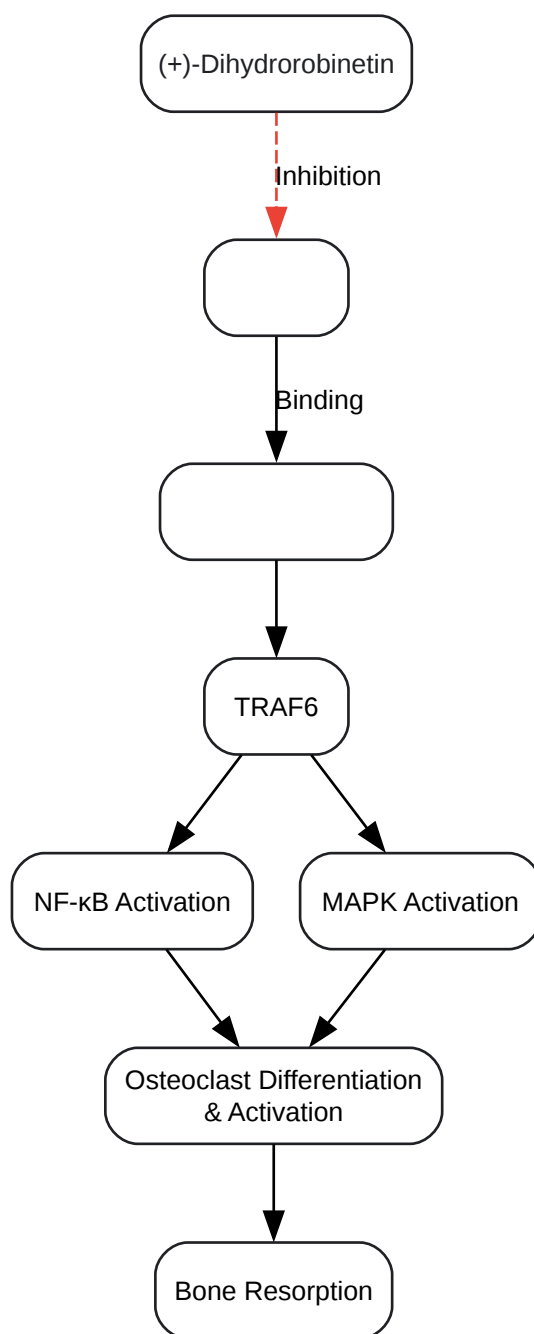 (+)-Dihydrorobinetin
Inhibition
Binding
TRAF6
NF-κB Activation
MAPK Activation
Osteoclast Differentiation
& Activation
Bone Resorption